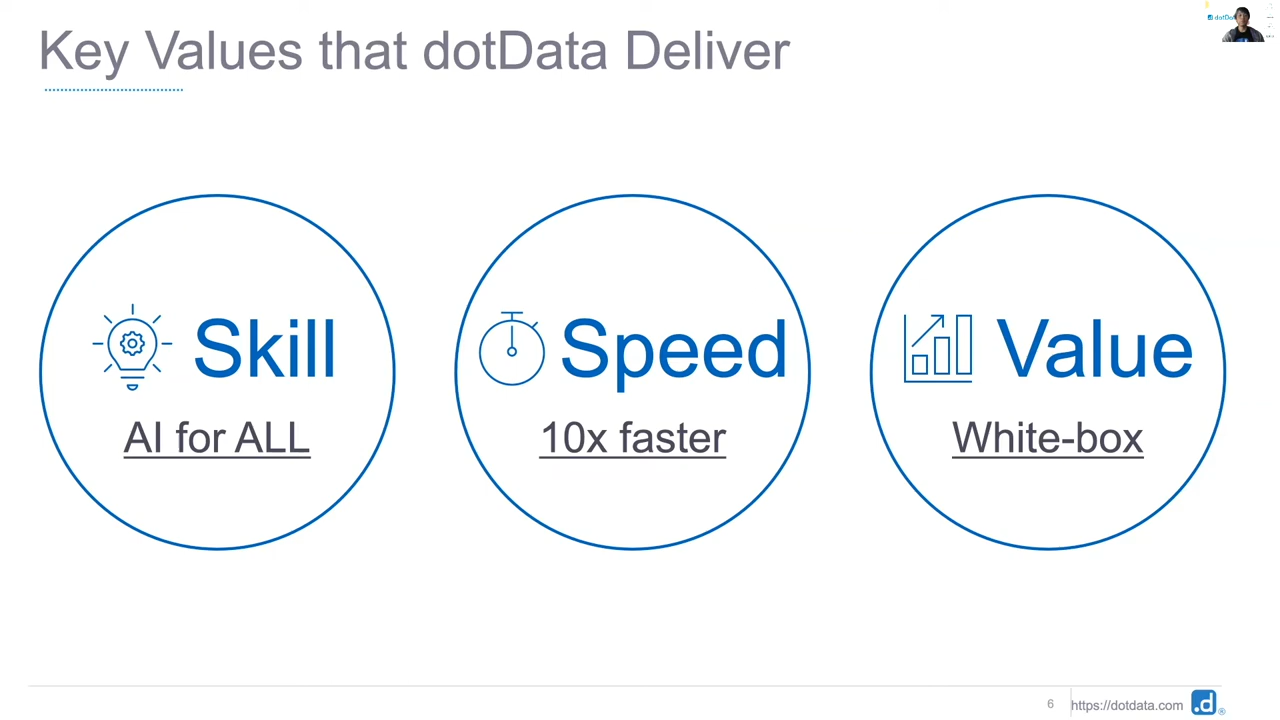 Key Values that dotData Deliver
dotData
Skill
AI for ALL
Speed
10x faster
Value
White-box
6
https://dotdata.com
.d®